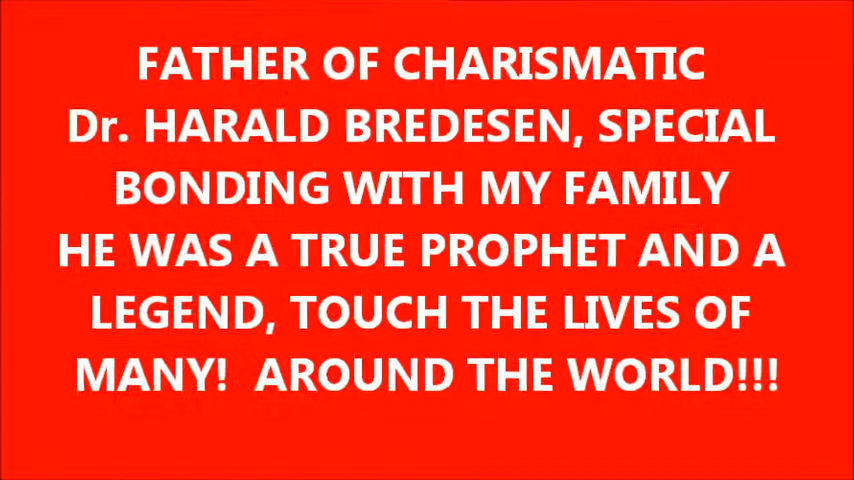 FATHER OF CHARISMATIC
Dr. HARALD BREDESEN, SPECIAL
BONDING WITH MY FAMILY
HE WAS A TRUE PROPHET AND A
LEGEND, TOUCH THE LIVES OF
MANY!  AROUND THE WORLD!!!